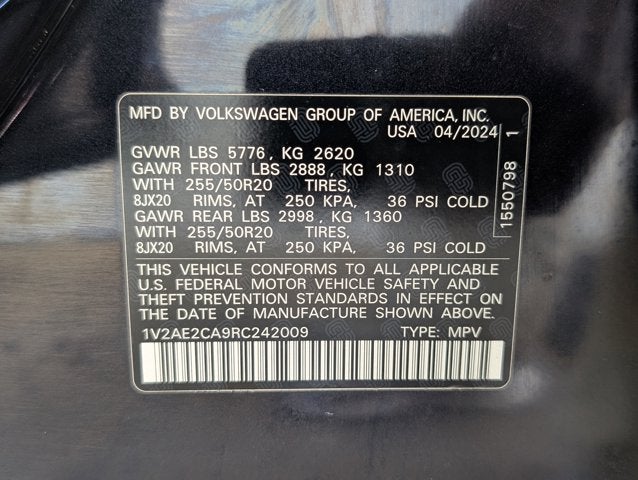 MFD BY VOLKSWAGEN GROUP OF AMERICA, INC.
USA 04/2024
GVWR LBS 5776, KG 2620
GAWR FRONT LBS 2888, KG 1310
WITH 255/50R20 TIRES,
8JX20 RIMS, AT 250 KPA, 36 PSI COLD
GAWR REAR LBS 2998, KG 1360
WITH 255/50R20 TIRES,
8JX20 RIMS, AT 250 KPA, 36 PSI COLD
THIS VEHICLE CONFORMS TO ALL APPLICABLE
U.S. FEDERAL MOTOR VEHICLE SAFETY AND
THEFT PREVENTION STANDARDS IN EFFECT ON
THE DATE OF MANUFACTURE SHOWN ABOVE.
1V2AE2CA9RC242009 TYPE: MPV
1550798 1